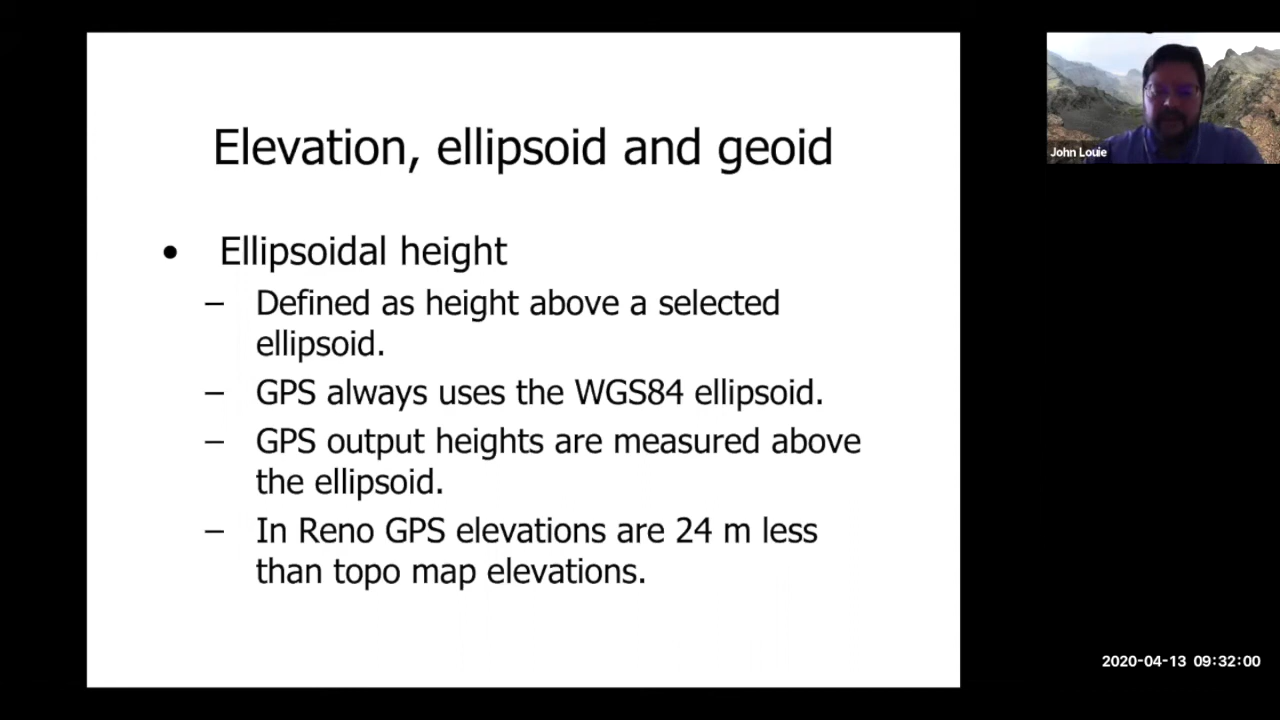 Elevation, ellipsoid and geoid
• Ellipsoidal height
– Defined as height above a selected
ellipsoid.
– GPS always uses the WGS84 ellipsoid.
– GPS output heights are measured above
the ellipsoid.
– In Reno GPS elevations are 24 m less
than topo map elevations.
John Louie
2020-04-13 09:32:00